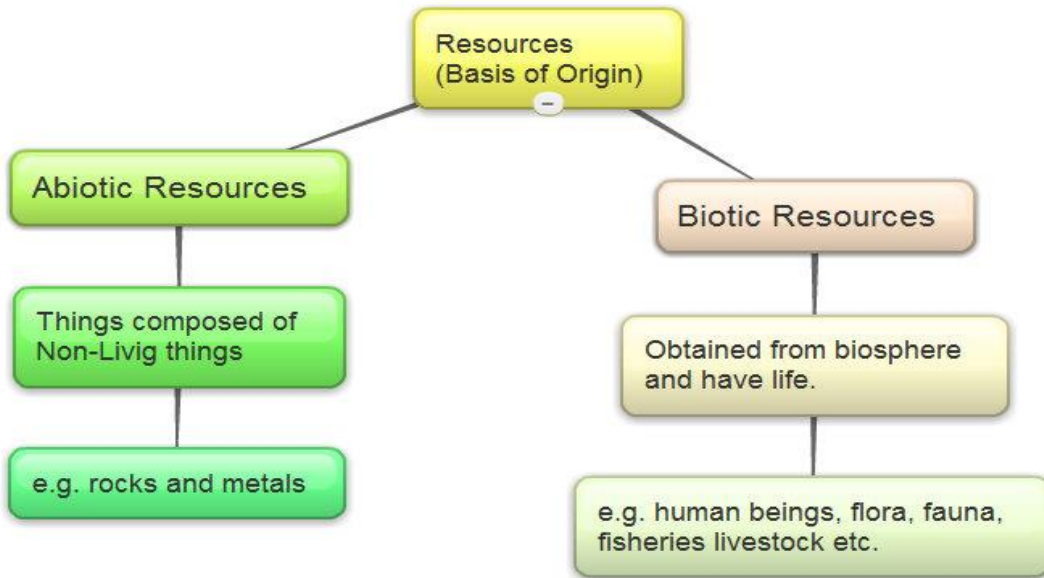 Resources
(Basis of Origin)
Abiotic Resources
Things composed of
Non-Livig things
e.g. rocks and metals
Biotic Resources
Obtained from biosphere
and have life.
e.g. human beings, flora, fauna,
fisheries livestock etc.